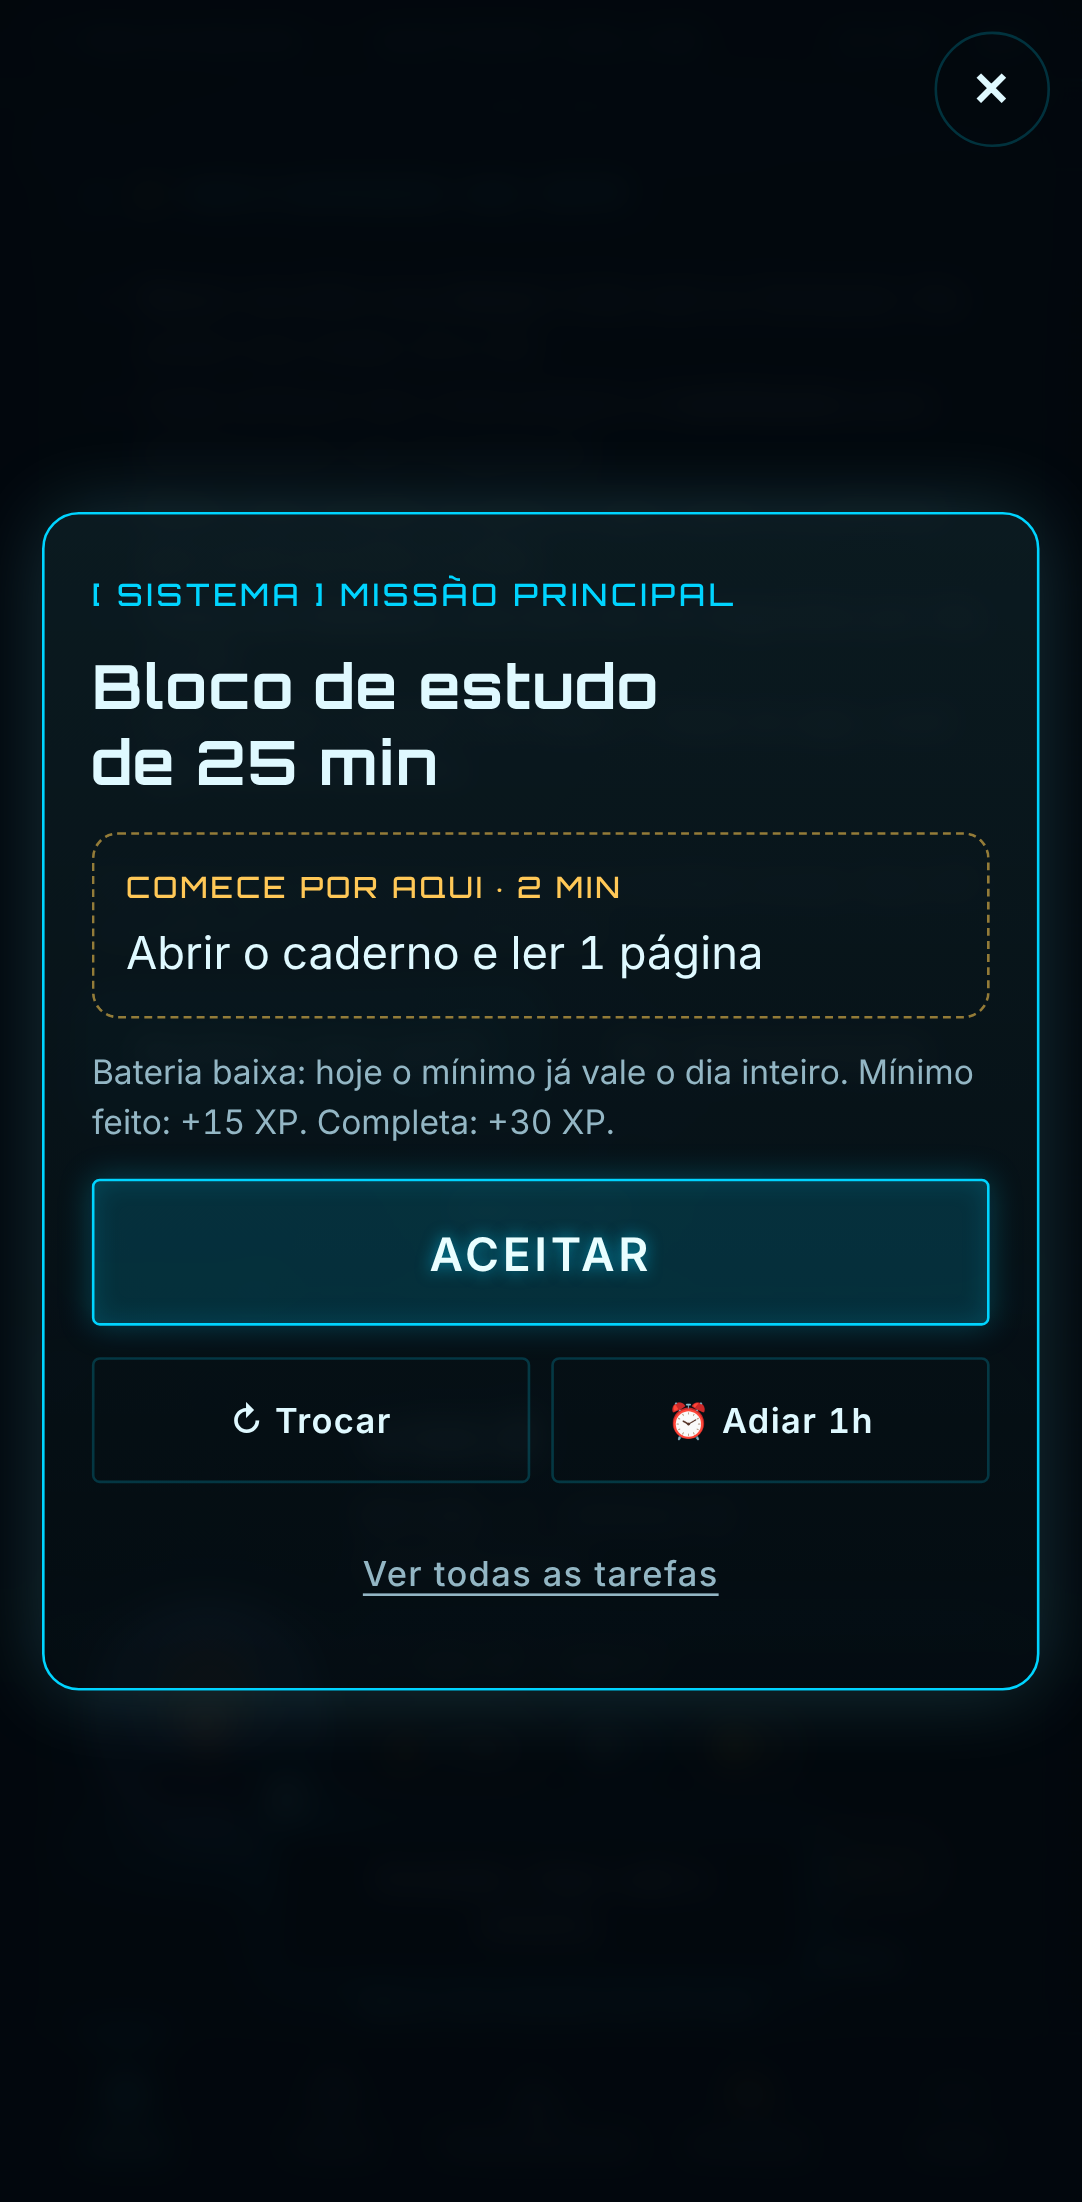 ✕
[ SISTEMA ] MISSÃO PRINCIPAL
Bloco de estudo
de 25 min
COMECE POR AQUI · 2 MIN
Abrir o caderno e ler 1 página
Bateria baixa: hoje o mínimo já vale o dia inteiro. Mínimo
feito: +15 XP. Completa: +30 XP.
ACEITAR
↻ Trocar
⏰ Adiar 1h
Ver todas as tarefas